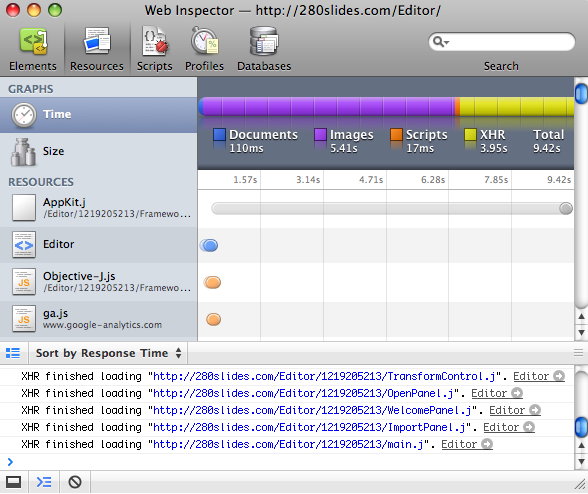 Web Inspector — http://280slides.com/Editor/
Elements Resources Scripts Profiles Databases Search
GRAPHS
Time
Size
Documents 110ms
Images 5.41s
Scripts 17ms
XHR 3.95s
Total 9.42s
RESOURCES
1.57s 3.14s 4.71s 6.28s 7.85s 9.42s
AppKit.j
/Editor/1219205213/Framewo...
Editor
Objective-J.js
/Editor/1219205213/Framewo...
ga.js
www.google-analytics.com
Sort by Response Time
XHR finished loading "http://280slides.com/Editor/1219205213/TransformControl.j". Editor
XHR finished loading "http://280slides.com/Editor/1219205213/OpenPanel.j". Editor
XHR finished loading "http://280slides.com/Editor/1219205213/WelcomePanel.j". Editor
XHR finished loading "http://280slides.com/Editor/1219205213/ImportPanel.j". Editor
XHR finished loading "http://280slides.com/Editor/1219205213/main.j". Editor